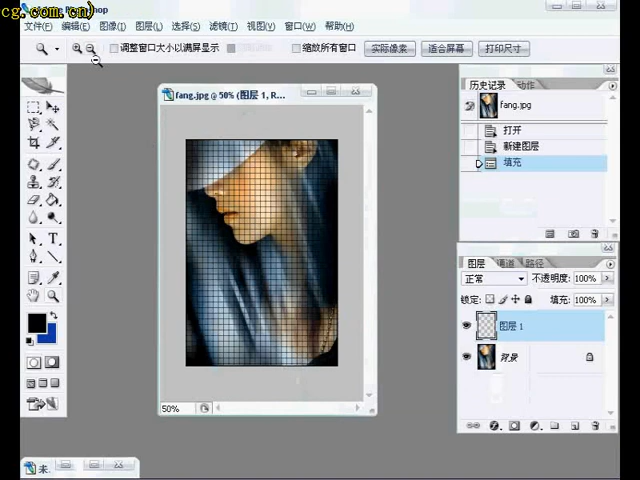 cg.com.cn)
文件(F) 编辑(E) 图像(I) 图层(L) 选择(S) 滤镜(T) 视图(V) 窗口(W) 帮助(H)
调整窗口大小以满屏显示 缩放所有窗口 实际像素 适合屏幕 打印尺寸
fang.jpg @ 50% (图层 1, R...
50%
历史记录 动作
fang.jpg
打开
新建图层
填充
图层 通道 路径
正常 不透明度: 100%
锁定: 填充: 100%
图层 1
背景
未